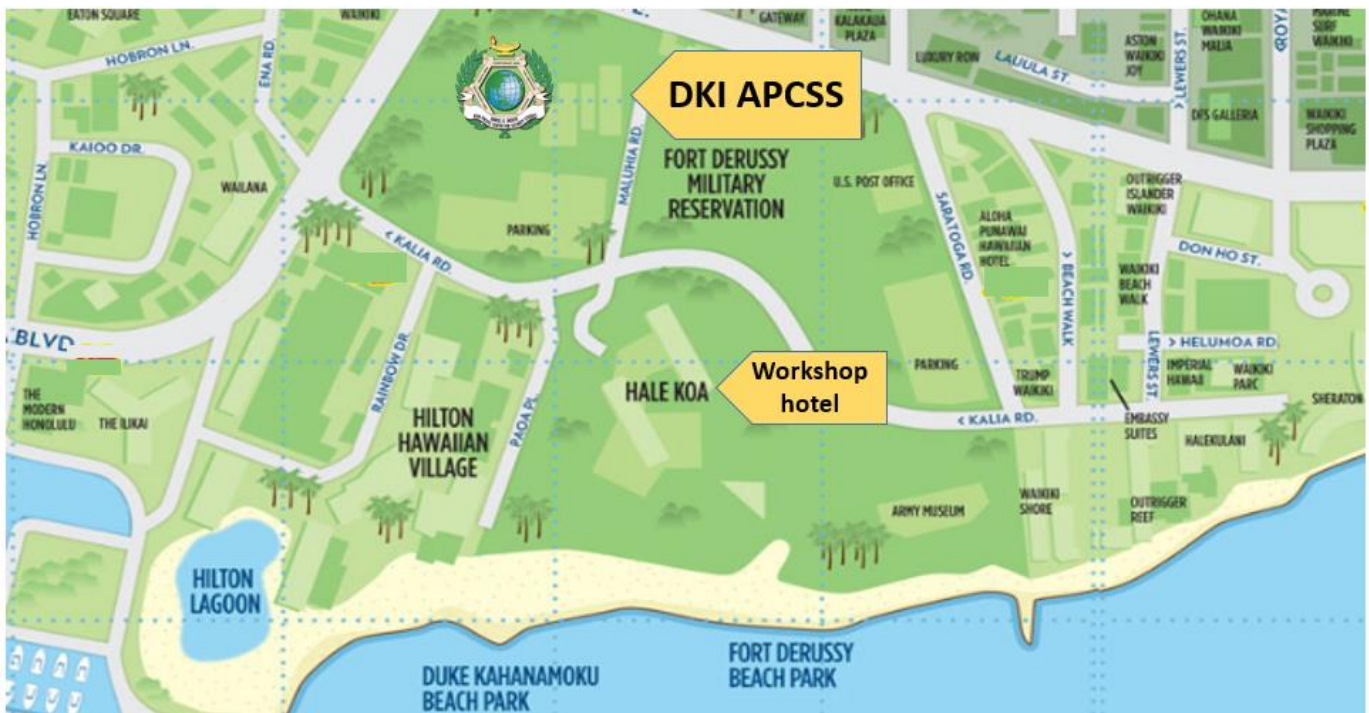 EATON SQUARE
WAIKIKI
HOBRON LN.
ENA RD.
GATEWAY
KALAKAUA
PLAZA
LUXURY ROW
LAUULA ST.
ASTON
WAIKIKI
JOY
> LEWERS ST.
OHANA
WAIKIKI
MALIA
SURF
WAIKIKI
DKI APCSS
DFS GALLERIA
WAIKIKI
SHOPPING
PLAZA
KAIOO DR.
HOBRON LN.
WAILANA
MALUHIA RD.
FORT DERUSSY
MILITARY
RESERVATION
U.S. POST OFFICE
SARATOGA RD.
ALOHA
PUNAWAI
HAWAIIAN
HOTEL
OUTRIGGER
ISLANDER
WAIKIKI
DON HO ST.
PARKING
< KALIA RD.
> BEACH WALK
WAIKIKI
BEACH
WALK
BLVD
RAINBOW DR.
PAOA PL.
HALE KOA
Workshop
hotel
PARKING
TRUMP
WAIKIKI
LEWERS ST.
> HELUMOA RD.
IMPERIAL
HAWAII
WAIKIKI
PARC
SHERATON
THE
MODERN
HONOLULU
THE ILIKAI
HILTON
HAWAIIAN
VILLAGE
< KALIA RD.
EMBASSY
SUITES
HALEKULANI
ARMY MUSEUM
WAIKIKI
SHORE
OUTRIGGER
REEF
HILTON
LAGOON
DUKE KAHANAMOKU
BEACH PARK
FORT DERUSSY
BEACH PARK